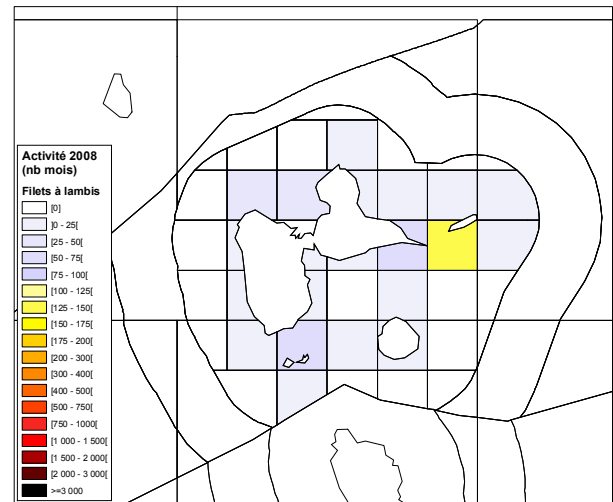 Activité 2008
(nb mois)
Filets à lambis
[0]
]0 - 25[
[25 - 50[
[50 - 75[
[75 - 100[
[100 - 125[
[125 - 150[
[150 - 175[
[175 - 200[
[200 - 300[
[300 - 400[
[400 - 500[
[500 - 750[
[750 - 1000[
[1 000 - 1 500[
[1 500 - 2 000[
[2 000 - 3 000[
>=3 000